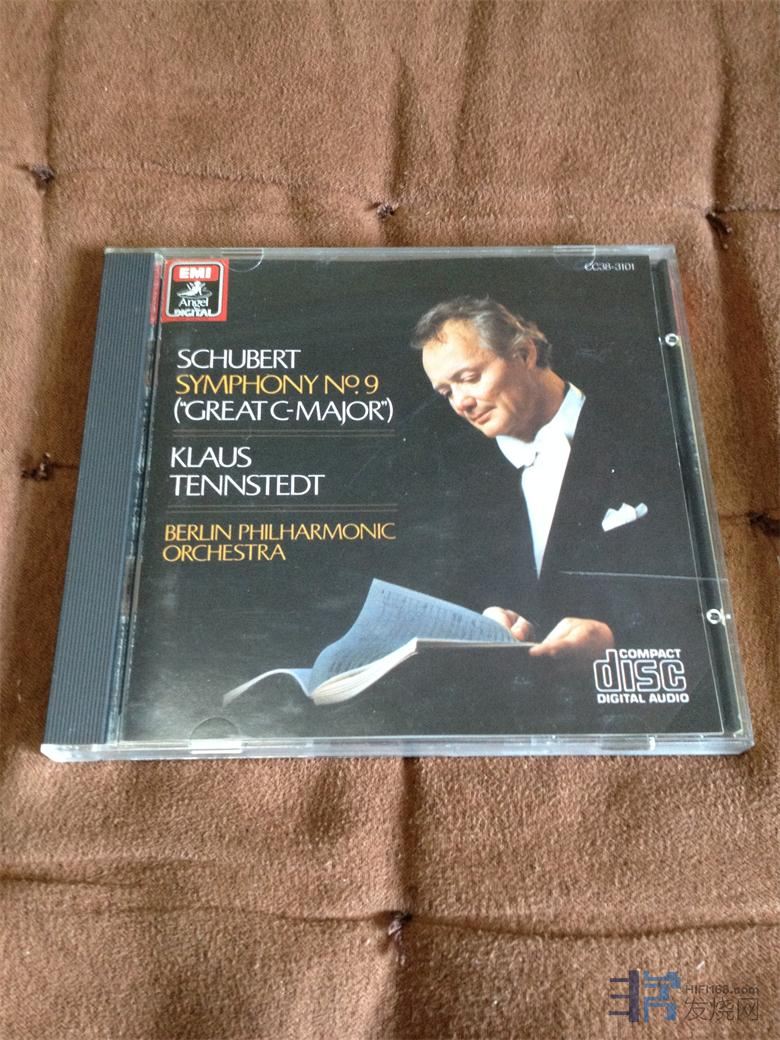 EMI
Angel
DIGITAL
CC38-3101
SCHUBERT
SYMPHONY Nº. 9
("GREAT C-MAJOR")
KLAUS
TENNSTEDT
BERLIN PHILHARMONIC
ORCHESTRA
COMPACT
disc
DIGITAL AUDIO
HIFI168.com
发烧网